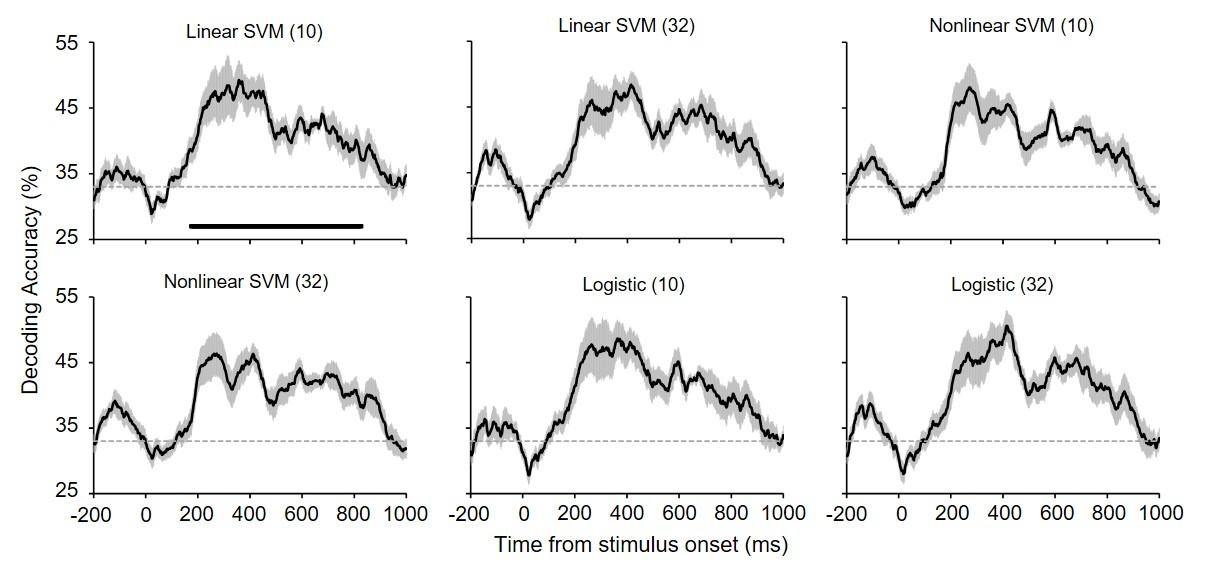 Linear SVM (10)
Linear SVM (32)
Nonlinear SVM (10)
55
45
35
25
Decoding Accuracy (%)
Nonlinear SVM (32)
Logistic (10)
Logistic (32)
55
45
35
25
-200 0 200 400 600 800 1000
-200 0 200 400 600 800 1000
-200 0 200 400 600 800 1000
Time from stimulus onset (ms)